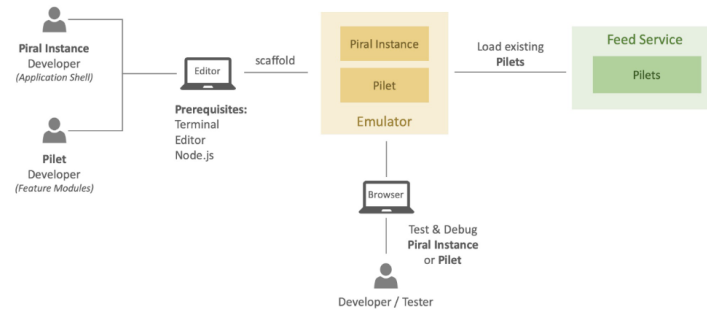 Piral Instance
Developer
(Application Shell)
Pilet
Developer
(Feature Modules)
Editor
Prerequisites:
Terminal
Editor
Node.js
scaffold
Piral Instance
Pilet
Emulator
Load existing
Pilets
Feed Service
Pilets
Browser
Test & Debug
Piral Instance
or Pilet
Developer / Tester